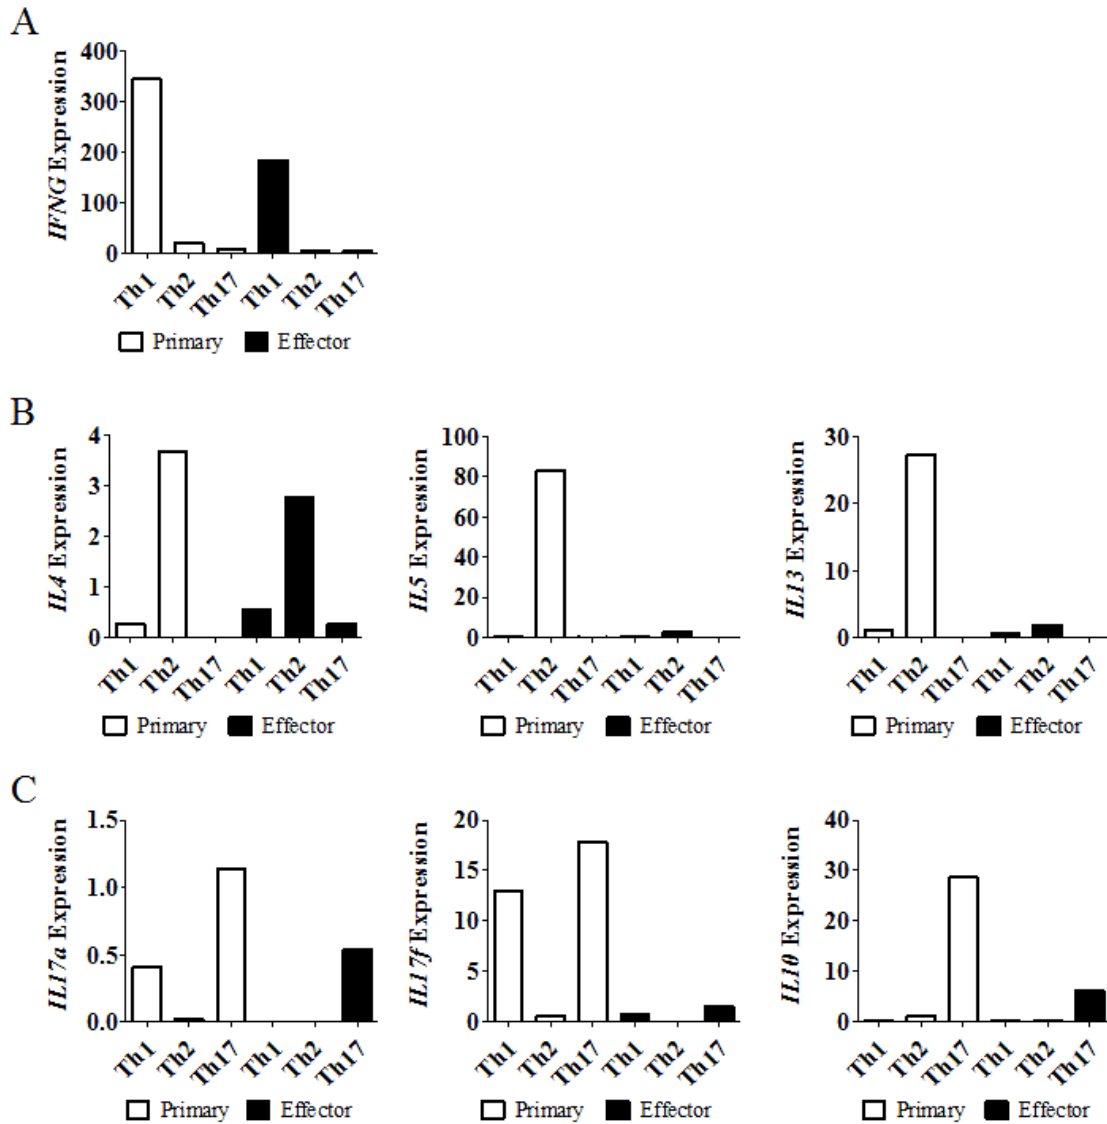 A
IFNG Expression
400
300
200
100
0
Th1 Th2 Th17 Th1 Th2 Th17
Primary Effector
B
IL4 Expression
4
3
2
1
0
Th1 Th2 Th17 Th1 Th2 Th17
Primary Effector
IL5 Expression
100
80
60
40
20
0
Th1 Th2 Th17 Th1 Th2 Th17
Primary Effector
IL13 Expression
30
20
10
0
Th1 Th2 Th17 Th1 Th2 Th17
Primary Effector
C
IL17a Expression
1.5
1.0
0.5
0.0
Th1 Th2 Th17 Th1 Th2 Th17
Primary Effector
IL17f Expression
20
15
10
5
0
Th1 Th2 Th17 Th1 Th2 Th17
Primary Effector
IL10 Expression
40
30
20
10
0
Th1 Th2 Th17 Th1 Th2 Th17
Primary Effector